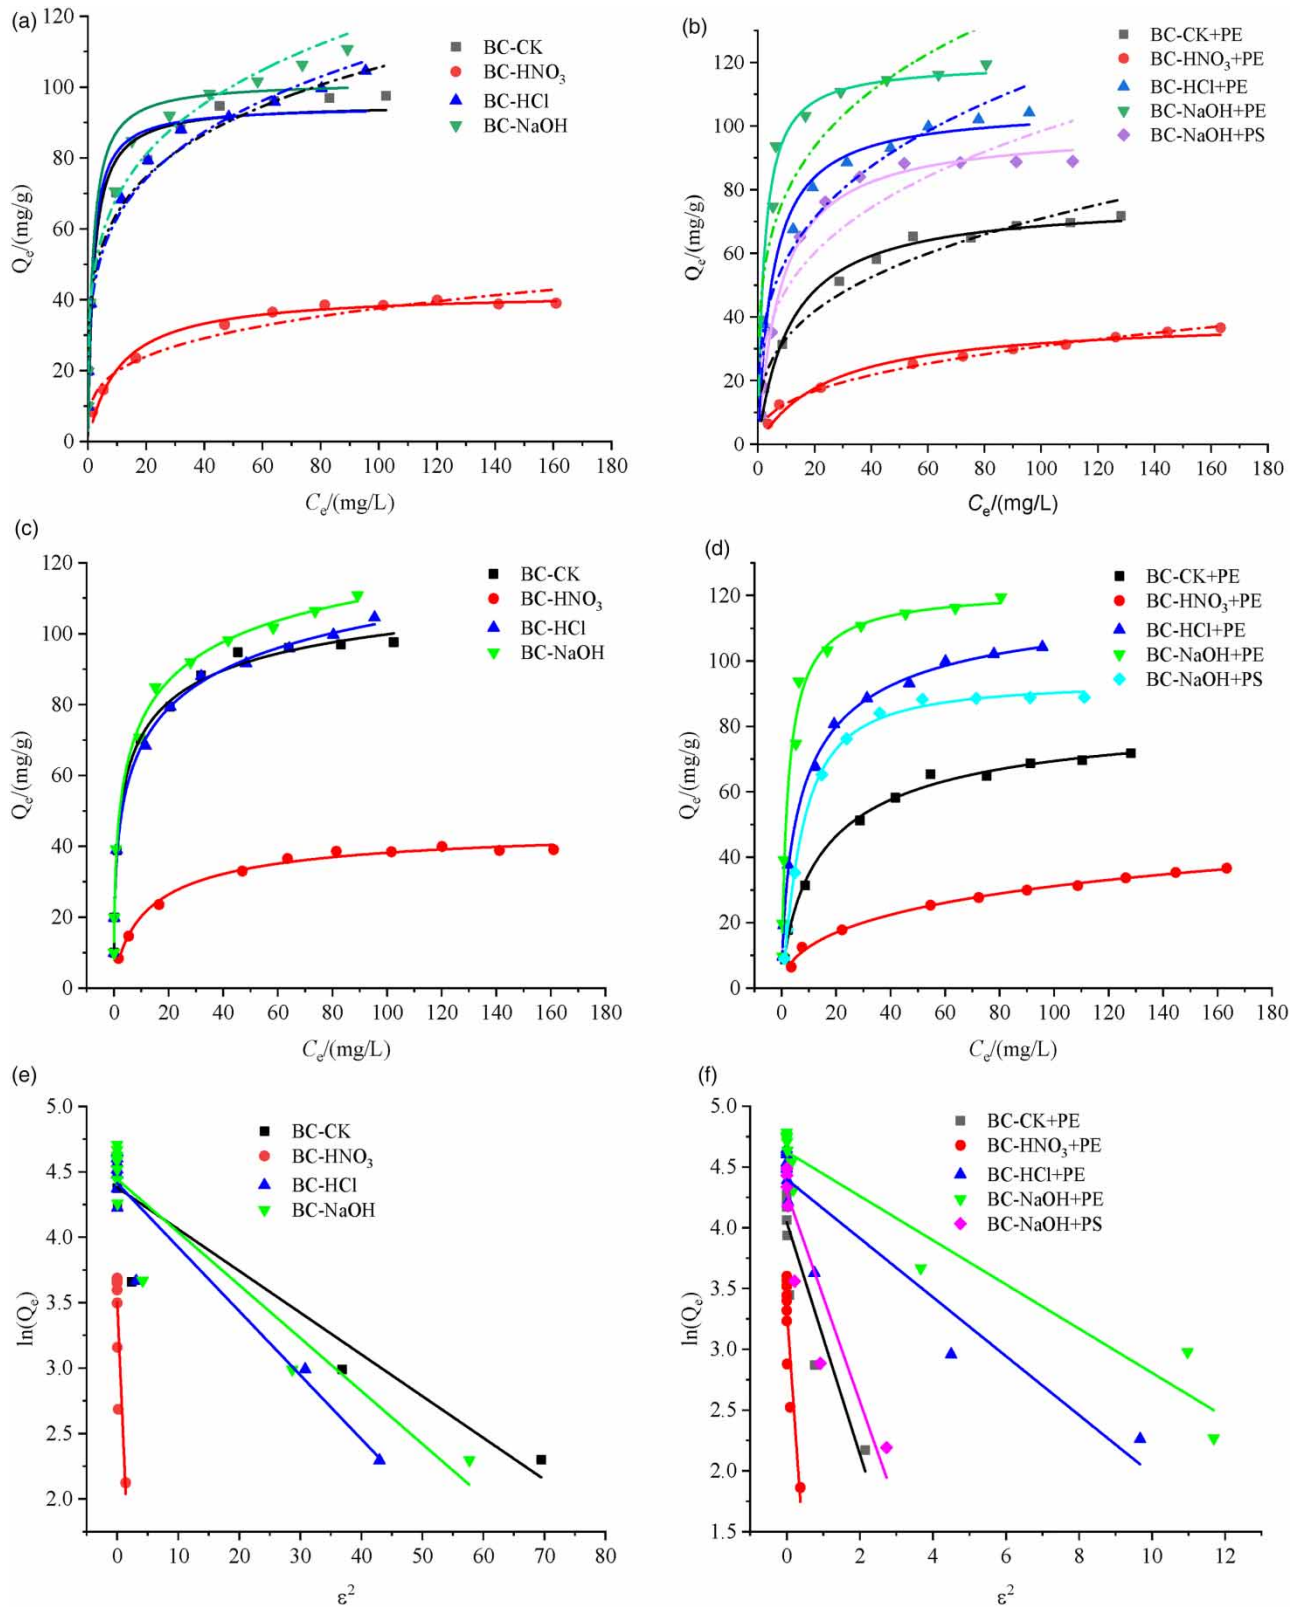 (a)
120
100
80
60
40
20
0
Qₑ/(mg/g)
BC-CK
BC-HNO₃
BC-HCl
BC-NaOH
0 20 40 60 80 100 120 140 160 180
Cₑ/(mg/L)
(b)
120
100
80
60
40
20
0
Qₑ/(mg/g)
BC-CK+PE
BC-HNO₃+PE
BC-HCl+PE
BC-NaOH+PE
BC-NaOH+PS
0 20 40 60 80 100 120 140 160 180
Cₑ/(mg/L)
(c)
120
100
80
60
40
20
0
Qₑ/(mg/g)
BC-CK
BC-HNO₃
BC-HCl
BC-NaOH
0 20 40 60 80 100 120 140 160 180
Cₑ/(mg/L)
(d)
120
100
80
60
40
20
0
Qₑ/(mg/g)
BC-CK+PE
BC-HNO₃+PE
BC-HCl+PE
BC-NaOH+PE
BC-NaOH+PS
0 20 40 60 80 100 120 140 160 180
Cₑ/(mg/L)
(e)
5.0
4.5
4.0
3.5
3.0
2.5
2.0
ln(Qₑ)
BC-CK
BC-HNO₃
BC-HCl
BC-NaOH
0 10 20 30 40 50 60 70 80
ε²
(f)
5.0
4.5
4.0
3.5
3.0
2.5
2.0
1.5
ln(Qₑ)
BC-CK+PE
BC-HNO₃+PE
BC-HCl+PE
BC-NaOH+PE
BC-NaOH+PS
0 2 4 6 8 10 12
ε²